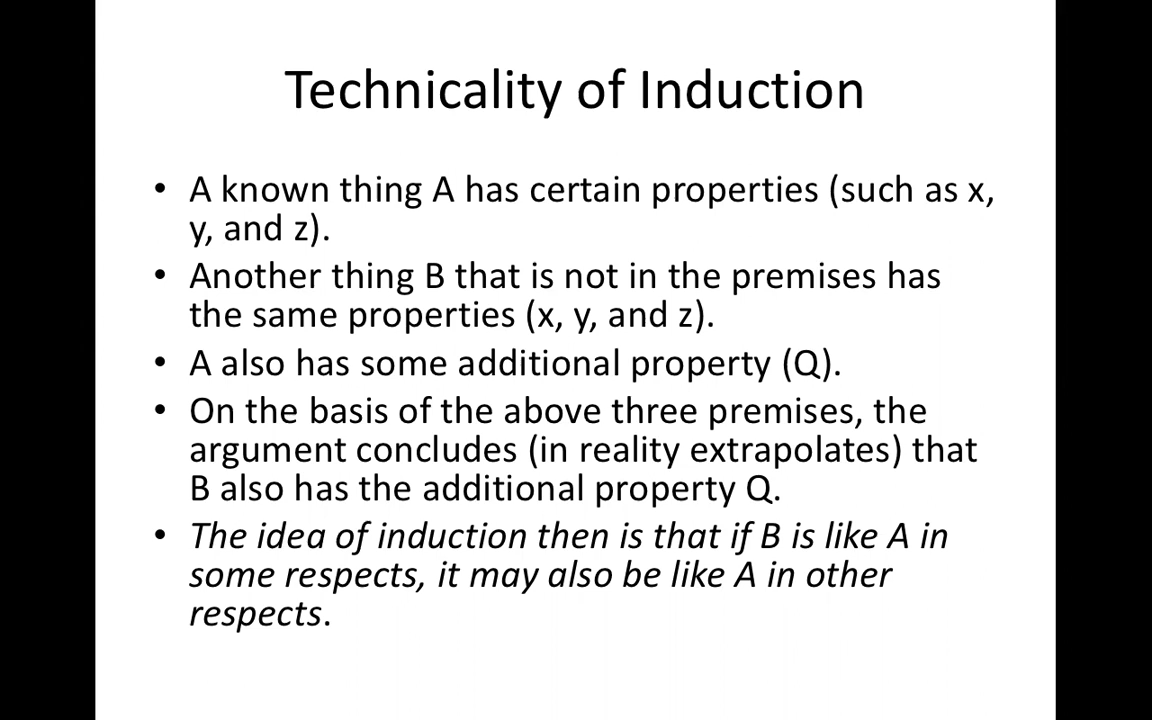 Technicality of Induction
• A known thing A has certain properties (such as x,
y, and z).
• Another thing B that is not in the premises has
the same properties (x, y, and z).
• A also has some additional property (Q).
• On the basis of the above three premises, the
argument concludes (in reality extrapolates) that
B also has the additional property Q.
• The idea of induction then is that if B is like A in
some respects, it may also be like A in other
respects.